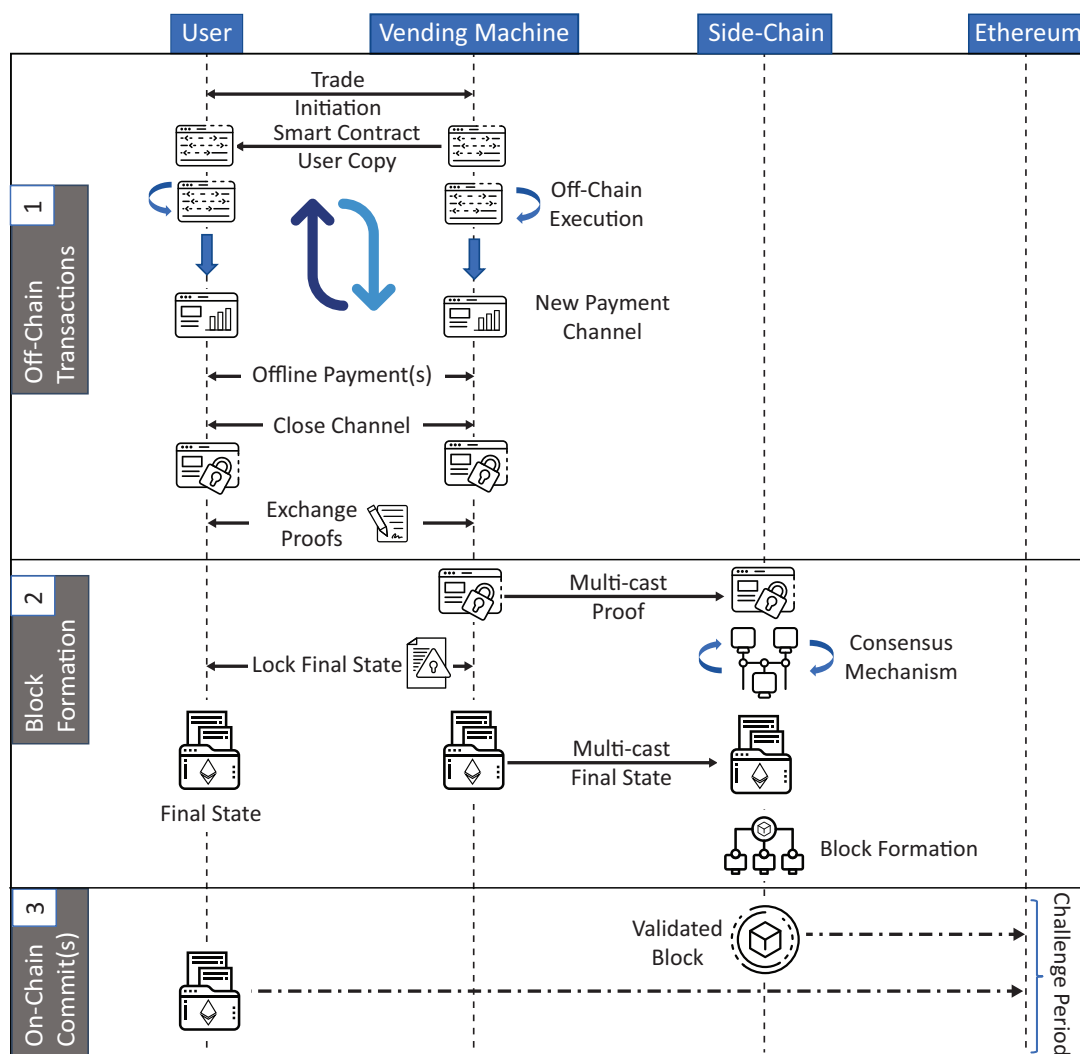 User
Vending Machine
Side-Chain
Ethereum
1
Off-Chain
Transactions
Trade
Initiation
Smart Contract
User Copy
Off-Chain
Execution
New Payment
Channel
Offline Payment(s)
Close Channel
Exchange
Proofs
2
Block
Formation
Multi-cast
Proof
Lock Final State
Consensus
Mechanism
Multi-cast
Final State
Final State
Block Formation
3
On-Chain
Commit(s)
Validated
Block
Challenge Period